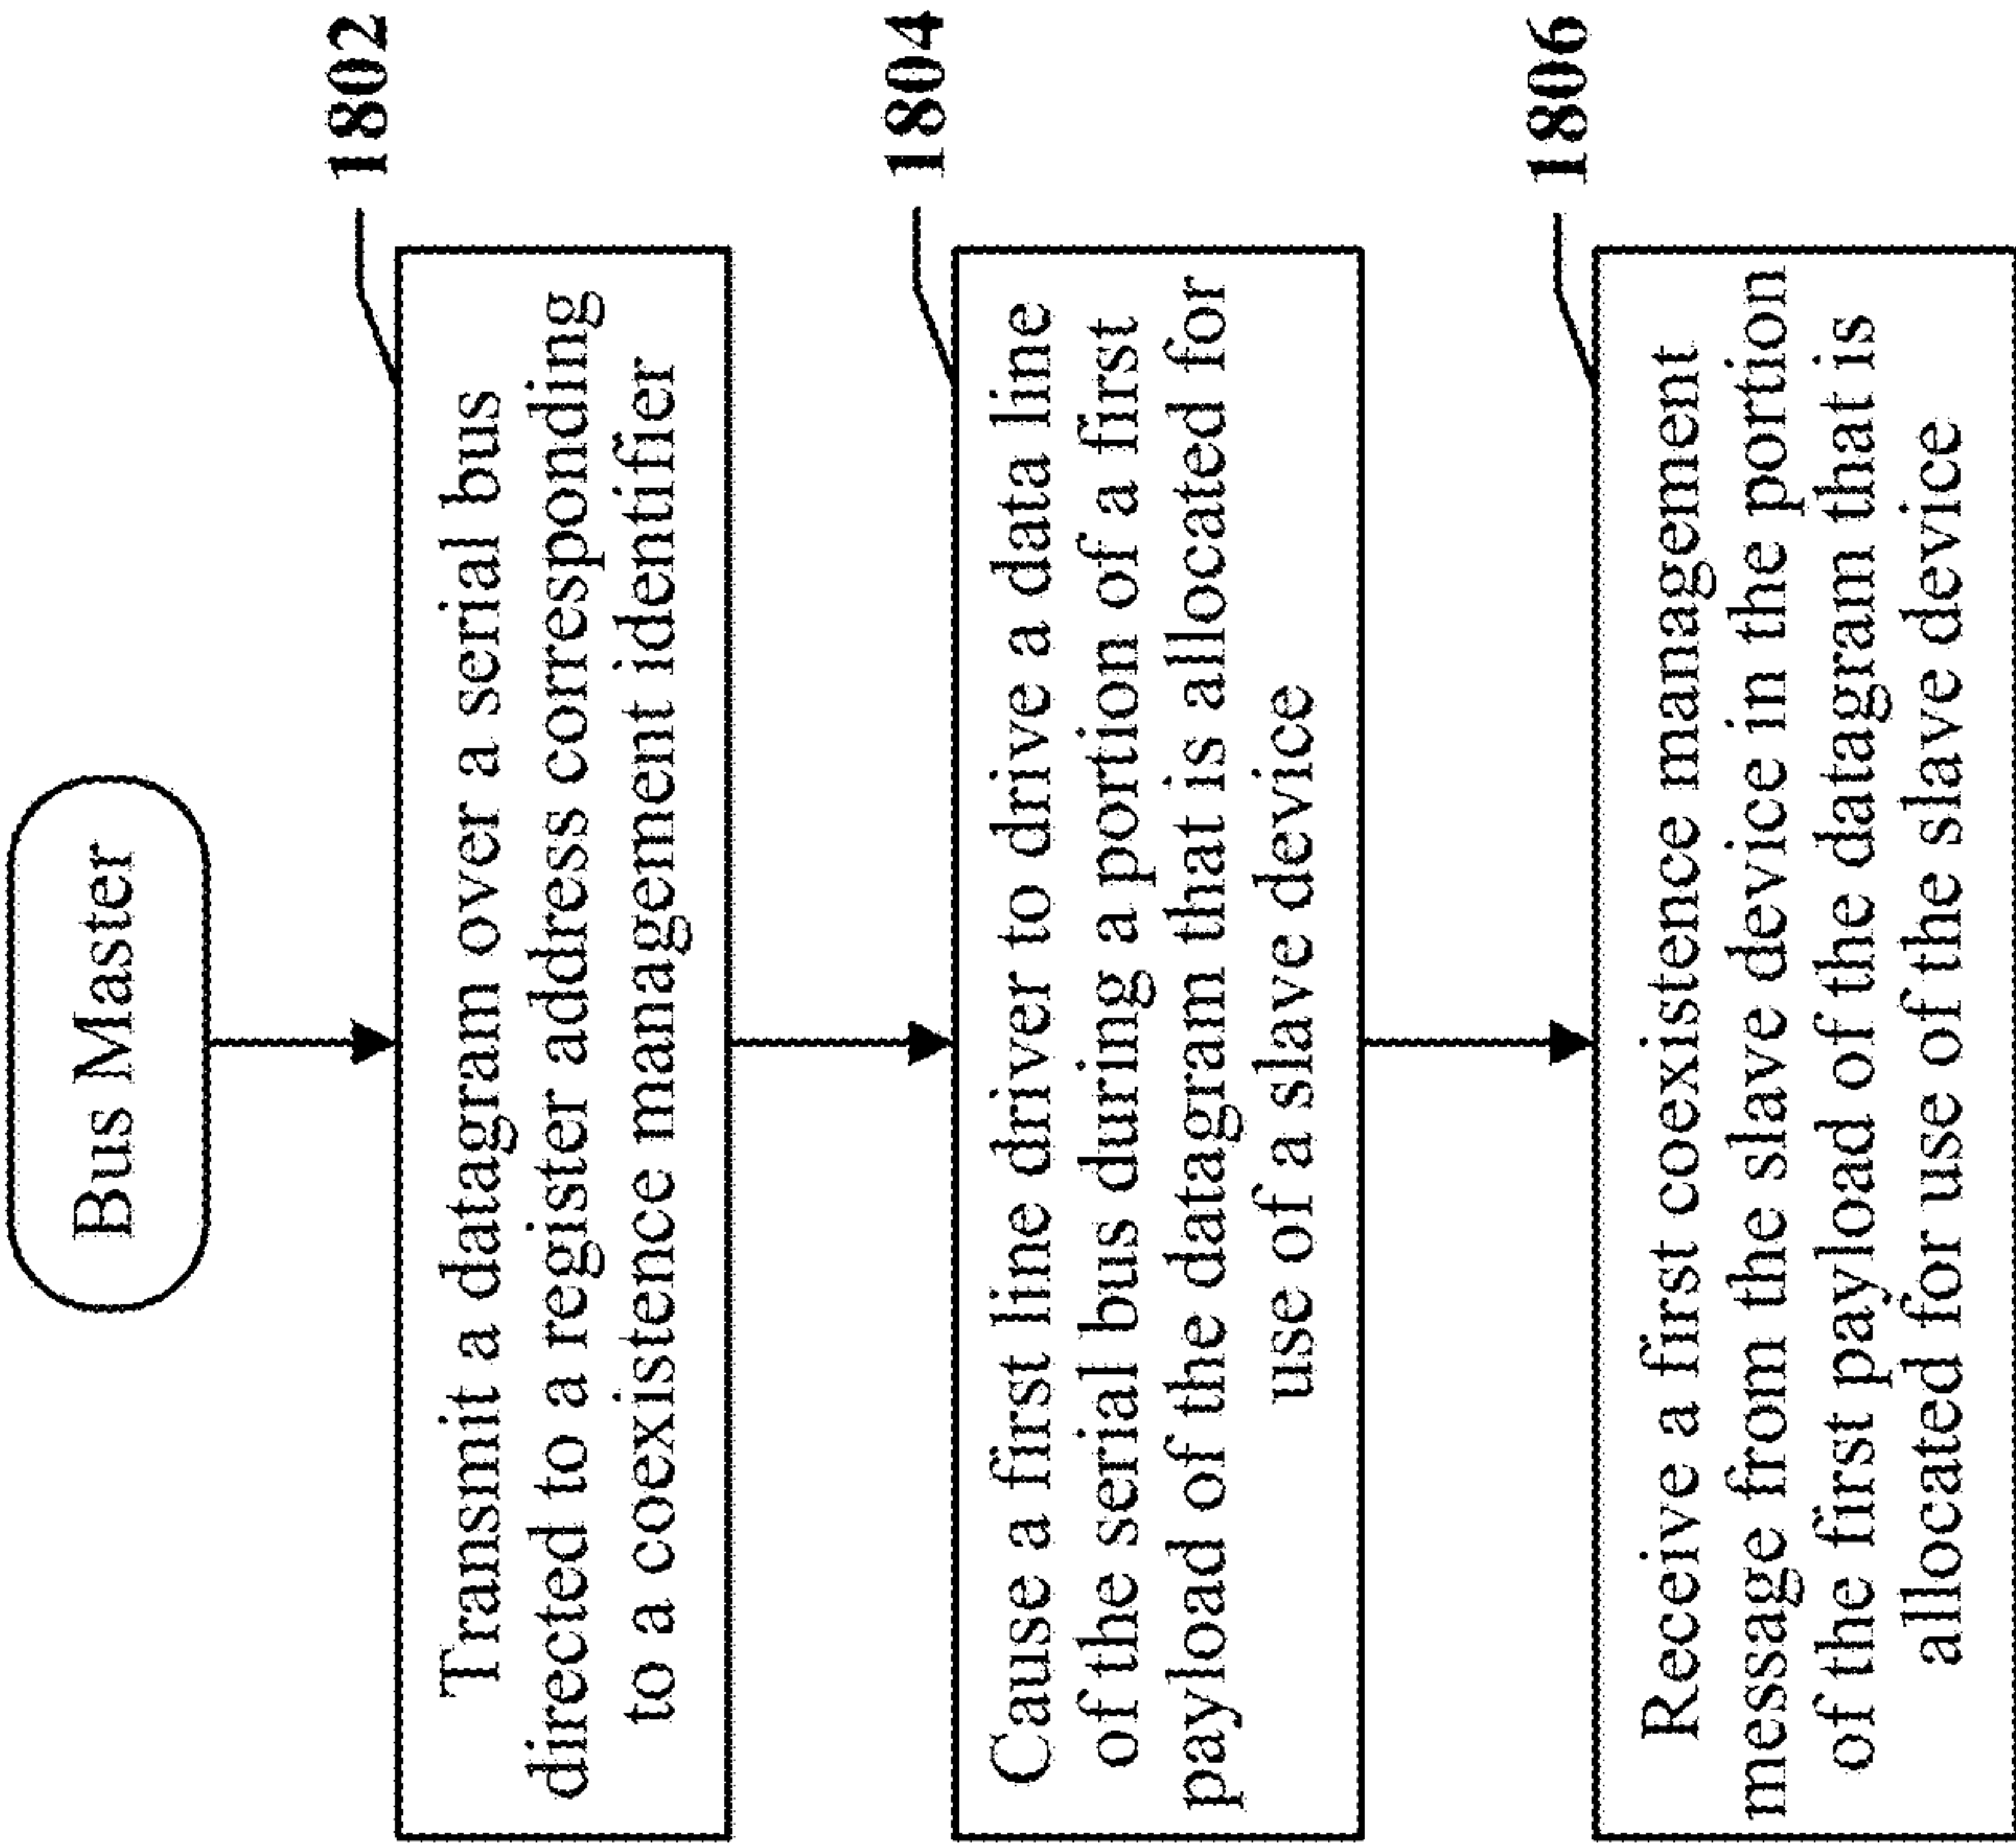 Bus Master
1802
Transmit a datagram over a serial bus
directed to a register address corresponding
to a coexistence management identifier
1804
Cause a first line driver to drive a data line
of the serial bus during a portion of a first
payload of the datagram that is allocated for
use of a slave device
1806
Receive a first coexistence management
message from the slave device in the portion
of the first payload of the datagram that is
allocated for use of the slave device